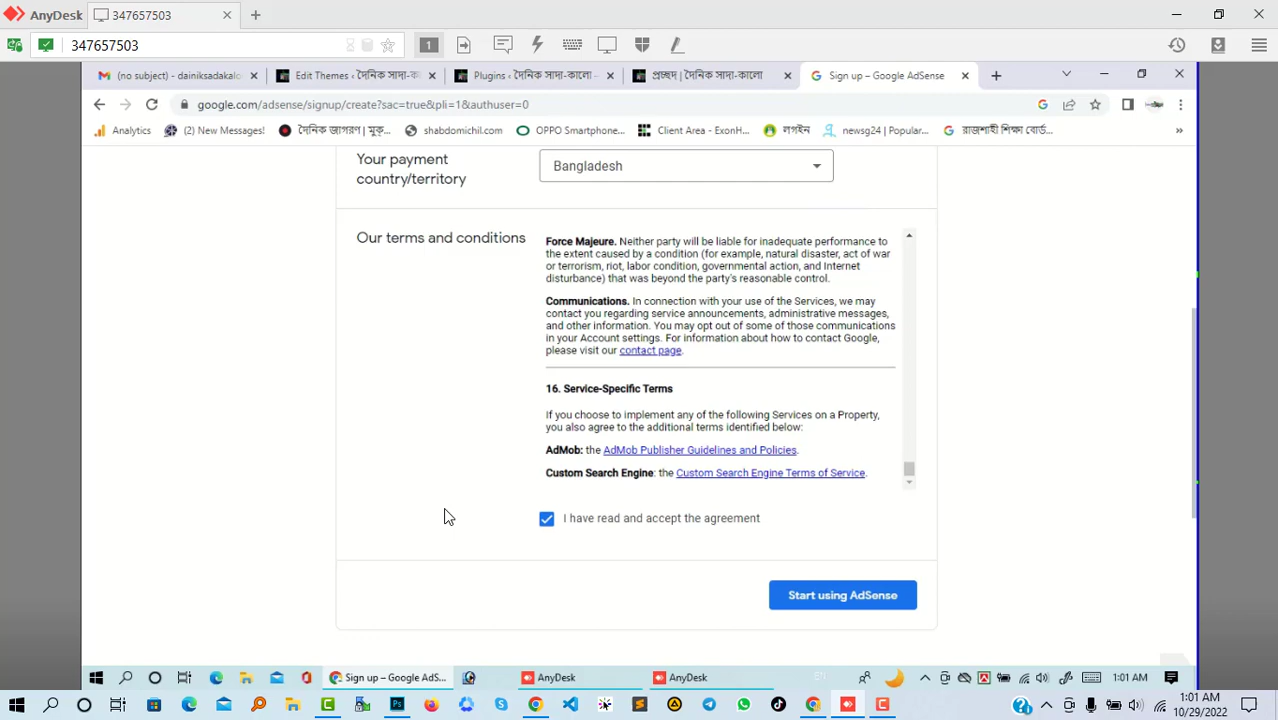 AnyDesk
347657503
347657503
1
(no subject) - dainiksadakalo
Edit Themes ‹ দৈনিক সাদা-কা
Plugins ‹ দৈনিক সাদা-কালো —
প্রচ্ছদ | দৈনিক সাদা-কালো
Sign up – Google AdSense
google.com/adsense/signup/create?sac=true&pli=1&authuser=0
Analytics
(2) New Messages!
দৈনিক জাগরণ | মুক্...
shabdomichil.com
OPPO Smartphone...
Client Area - ExonH...
লগইন
newsg24 | Popular...
রাজশাহী শিক্ষা বোর্ড...
»
Your payment
country/territory
Bangladesh
Our terms and conditions
Force Majeure. Neither party will be liable for inadequate performance to
the extent caused by a condition (for example, natural disaster, act of war
or terrorism, riot, labor condition, governmental action, and Internet
disturbance) that was beyond the party's reasonable control.
Communications. In connection with your use of the Services, we may
contact you regarding service announcements, administrative messages,
and other information. You may opt out of some of those communications
in your Account settings. For information about how to contact Google,
please visit our contact page.
16. Service-Specific Terms
If you choose to implement any of the following Services on a Property,
you also agree to the additional terms identified below:
AdMob: the AdMob Publisher Guidelines and Policies.
Custom Search Engine: the Custom Search Engine Terms of Service.
I have read and accept the agreement
Start using AdSense
Sign up – Google AdS...
AnyDesk
AnyDesk
EN
1:01 AM
1:01 AM
10/29/2022